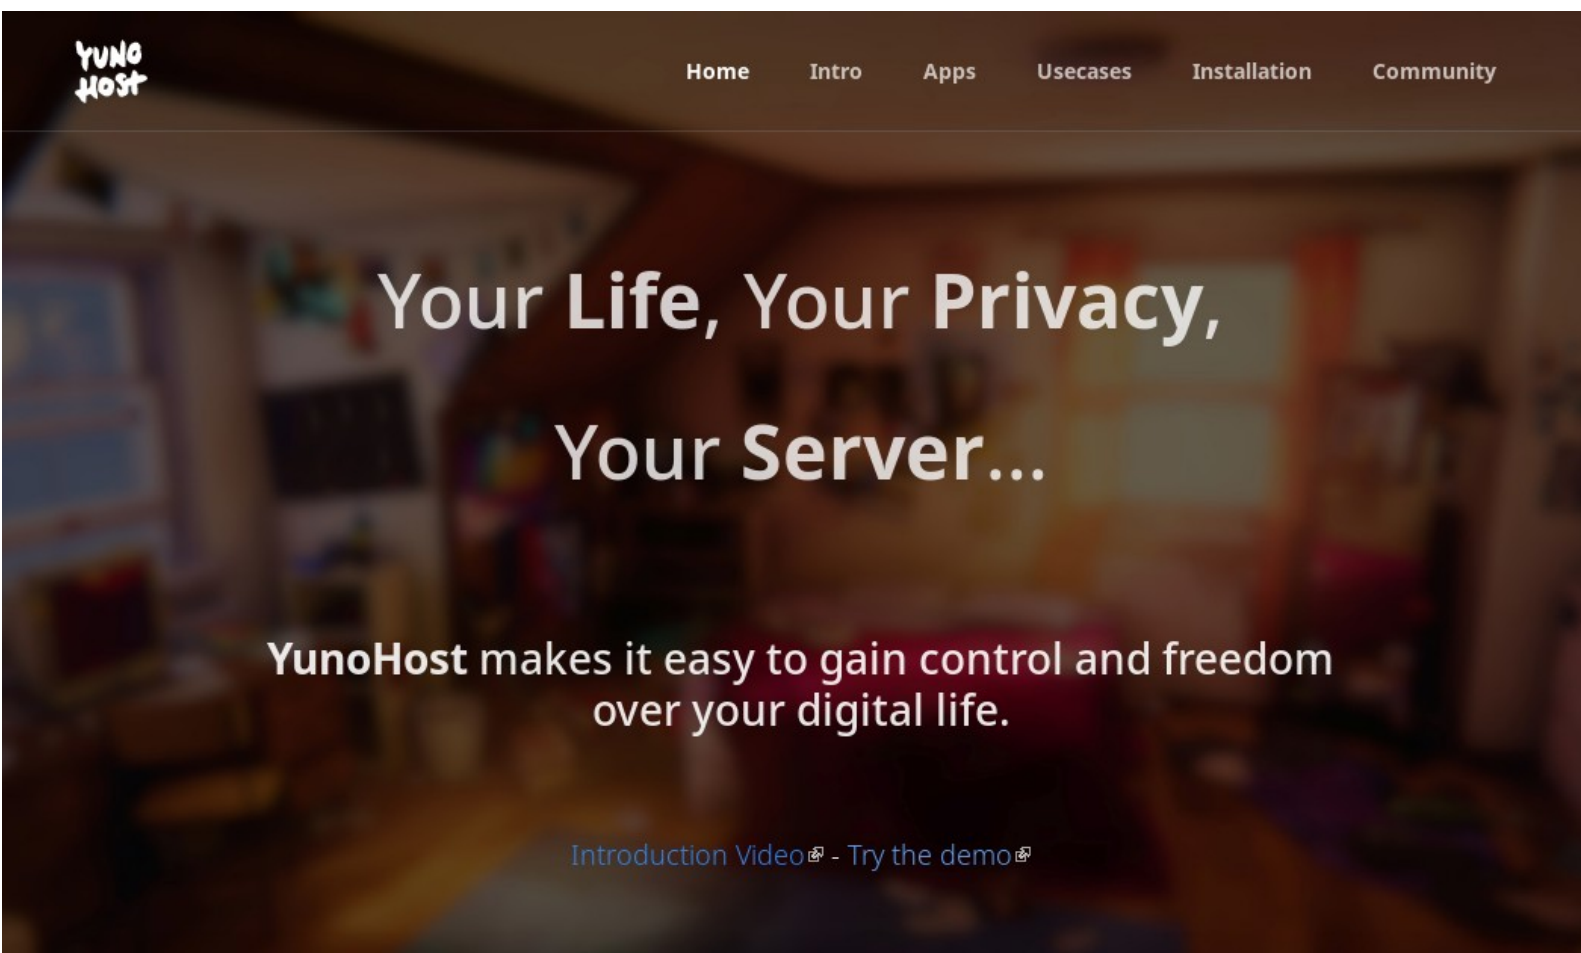 YUNO
HOST
Home Intro Apps Usecases Installation Community
Your Life, Your Privacy,
Your Server...
YunoHost makes it easy to gain control and freedom
over your digital life.
Introduction Video - Try the demo